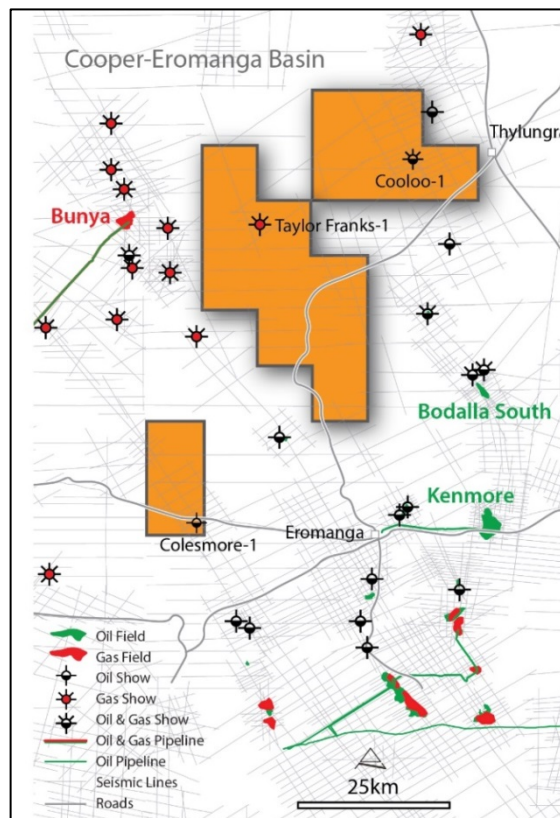 Cooper-Eromanga Basin
Thylungra
Cooloo-1
Bunya
Taylor Franks-1
Bodalla South
Kenmore
Eromanga
Colesmore-1
Oil Field
Gas Field
Oil Show
Gas Show
Oil & Gas Show
Oil & Gas Pipeline
Oil Pipeline
Seismic Lines
Roads
25km